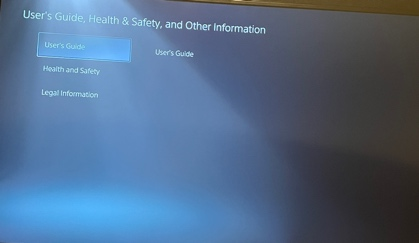 User's Guide, Health & Safety, and Other Information
User's Guide
User's Guide
Health and Safety
Legal Information